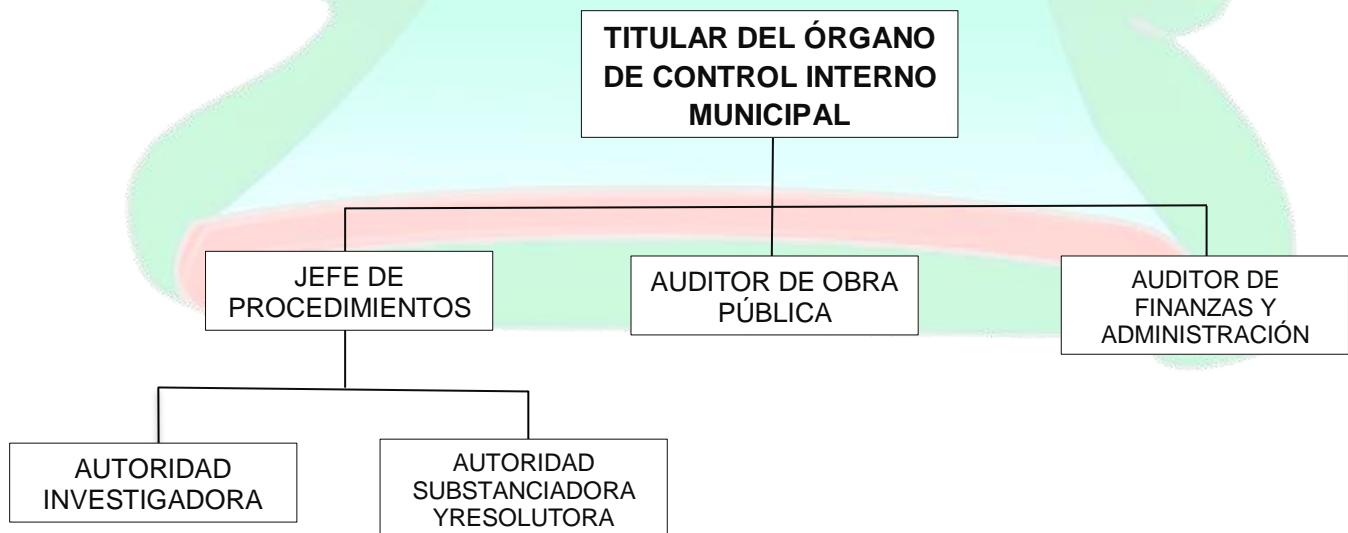 TITULAR DEL ÓRGANO
DE CONTROL INTERNO
MUNICIPAL
JEFE DE
PROCEDIMIENTOS
AUDITOR DE OBRA
PÚBLICA
AUDITOR DE
FINANZAS Y
ADMINISTRACIÓN
AUTORIDAD
INVESTIGADORA
AUTORIDAD
SUBSTANCIADORA
YRESOLUTORA